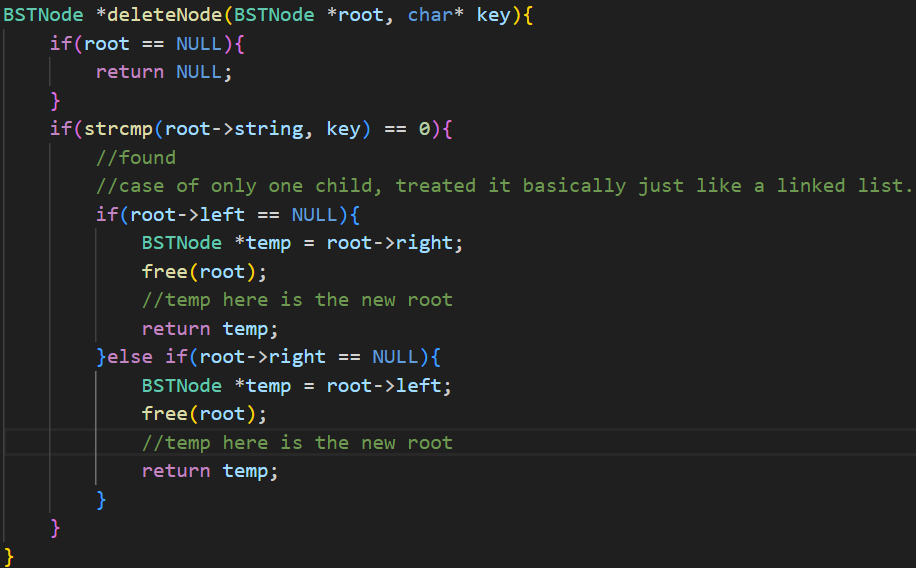 BSTNode *deleteNode(BSTNode *root, char* key){
    if(root == NULL){
        return NULL;
    }
    if(strcmp(root->string, key) == 0){
        //found
        //case of only one child, treated it basically just like a linked list.
        if(root->left == NULL){
            BSTNode *temp = root->right;
            free(root);
            //temp here is the new root
            return temp;
        }else if(root->right == NULL){
            BSTNode *temp = root->left;
            free(root);
            //temp here is the new root
            return temp;
        }
    }
}